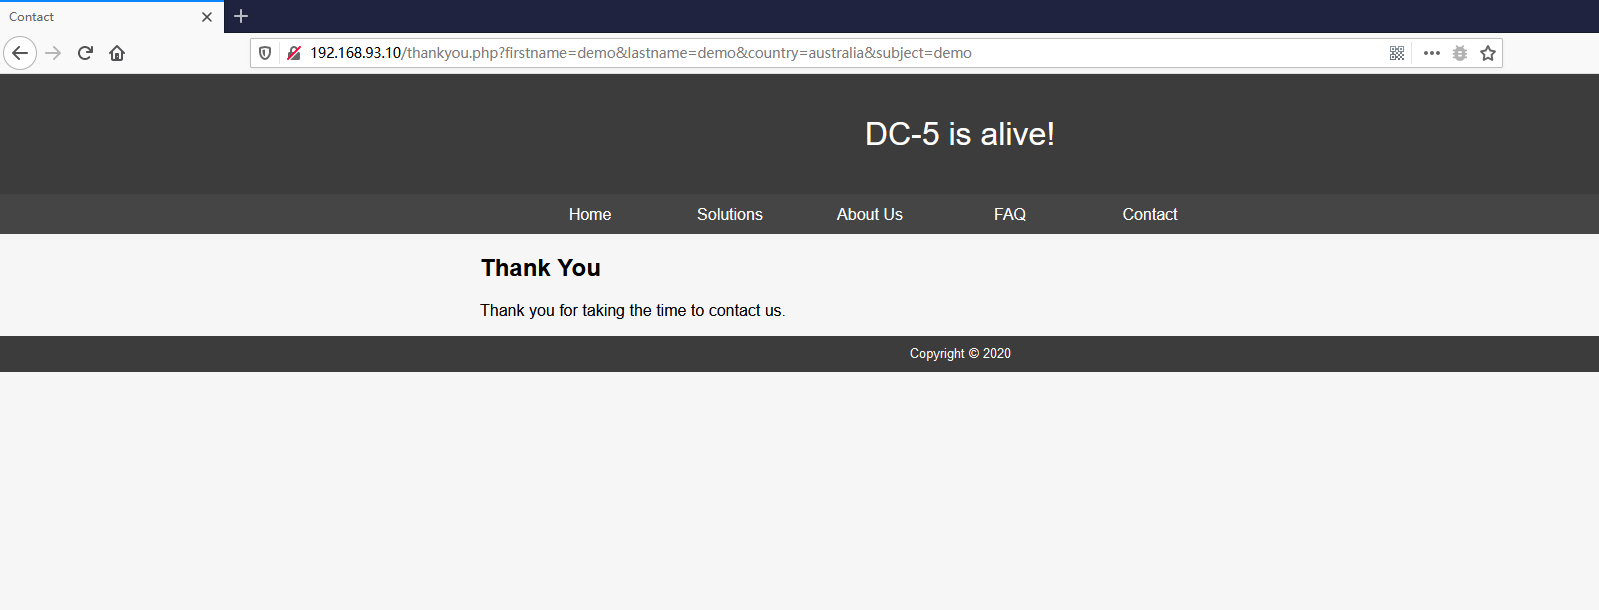 Contact
192.168.93.10/thankyou.php?firstname=demo&lastname=demo&country=australia&subject=demo
DC-5 is alive!
Home Solutions About Us FAQ Contact
Thank You
Thank you for taking the time to contact us.
Copyright © 2020